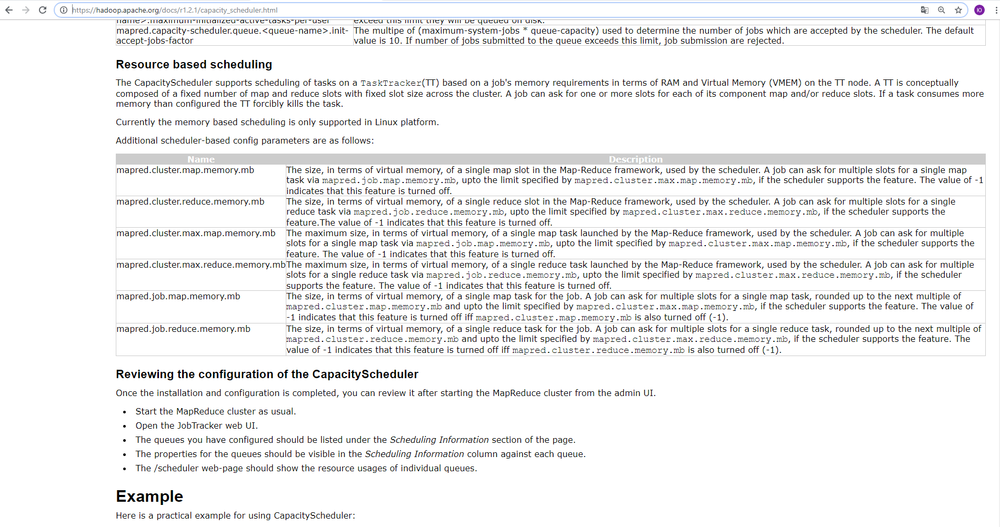 https://hadoop.apache.org/docs/r1.2.1/capacity_scheduler.html
Ю
name>.maximum-initialized-active-tasks-per-user exceed this limit they will be queued on disk.
mapred.capacity-scheduler.queue.<queue-name>.init- The multipe of (maximum-system-jobs * queue-capacity) used to determine the number of jobs which are accepted by the scheduler. The default
accept-jobs-factor value is 10. If number of jobs submitted to the queue exceeds this limit, job submission are rejected.
Resource based scheduling
The CapacityScheduler supports scheduling of tasks on a TaskTracker(TT) based on a job's memory requirements in terms of RAM and Virtual Memory (VMEM) on the TT node. A TT is conceptually
composed of a fixed number of map and reduce slots with fixed slot size across the cluster. A job can ask for one or more slots for each of its component map and/or reduce slots. If a task consumes more
memory than configured the TT forcibly kills the task.
Currently the memory based scheduling is only supported in Linux platform.
Additional scheduler-based config parameters are as follows:
Name Description
mapred.cluster.map.memory.mb The size, in terms of virtual memory, of a single map slot in the Map-Reduce framework, used by the scheduler. A job can ask for multiple slots for a single map
task via mapred.job.map.memory.mb, upto the limit specified by mapred.cluster.max.map.memory.mb, if the scheduler supports the feature. The value of -1
indicates that this feature is turned off.
mapred.cluster.reduce.memory.mb The size, in terms of virtual memory, of a single reduce slot in the Map-Reduce framework, used by the scheduler. A job can ask for multiple slots for a single
reduce task via mapred.job.reduce.memory.mb, upto the limit specified by mapred.cluster.max.reduce.memory.mb, if the scheduler supports the
feature.The value of -1 indicates that this feature is turned off.
mapred.cluster.max.map.memory.mb The maximum size, in terms of virtual memory, of a single map task launched by the Map-Reduce framework, used by the scheduler. A job can ask for multiple
slots for a single map task via mapred.job.map.memory.mb, upto the limit specified by mapred.cluster.max.map.memory.mb, if the scheduler supports the
feature. The value of -1 indicates that this feature is turned off.
mapred.cluster.max.reduce.memory.mb The maximum size, in terms of virtual memory, of a single reduce task launched by the Map-Reduce framework, used by the scheduler. A job can ask for multiple
slots for a single reduce task via mapred.job.reduce.memory.mb, upto the limit specified by mapred.cluster.max.reduce.memory.mb, if the scheduler
supports the feature. The value of -1 indicates that this feature is turned off.
mapred.job.map.memory.mb The size, in terms of virtual memory, of a single map task for the job. A job can ask for multiple slots for a single map task, rounded up to the next multiple of
mapred.cluster.map.memory.mb and upto the limit specified by mapred.cluster.max.map.memory.mb, if the scheduler supports the feature. The value of
-1 indicates that this feature is turned off iff mapred.cluster.map.memory.mb is also turned off (-1).
mapred.job.reduce.memory.mb The size, in terms of virtual memory, of a single reduce task for the job. A job can ask for multiple slots for a single reduce task, rounded up to the next multiple of
mapred.cluster.reduce.memory.mb and upto the limit specified by mapred.cluster.max.reduce.memory.mb, if the scheduler supports the feature. The
value of -1 indicates that this feature is turned off iff mapred.cluster.reduce.memory.mb is also turned off (-1).
Reviewing the configuration of the CapacityScheduler
Once the installation and configuration is completed, you can review it after starting the MapReduce cluster from the admin UI.
• Start the MapReduce cluster as usual.
• Open the JobTracker web UI.
• The queues you have configured should be listed under the Scheduling Information section of the page.
• The properties for the queues should be visible in the Scheduling Information column against each queue.
• The /scheduler web-page should show the resource usages of individual queues.
Example
Here is a practical example for using CapacityScheduler: